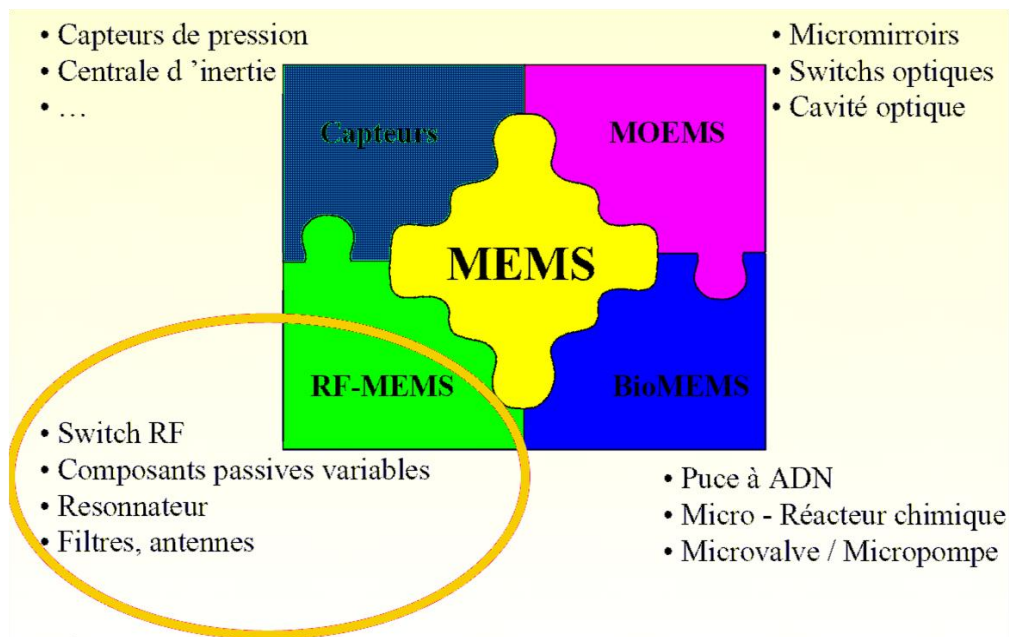 • Capteurs de pression
• Centrale d ’inertie
• …
• Micromirroirs
• Switchs optiques
• Cavité optique
Capteurs
MOEMS
MEMS
RF-MEMS
BioMEMS
• Switch RF
• Composants passives variables
• Resonnateur
• Filtres, antennes
• Puce à ADN
• Micro - Réacteur chimique
• Microvalve / Micropompe